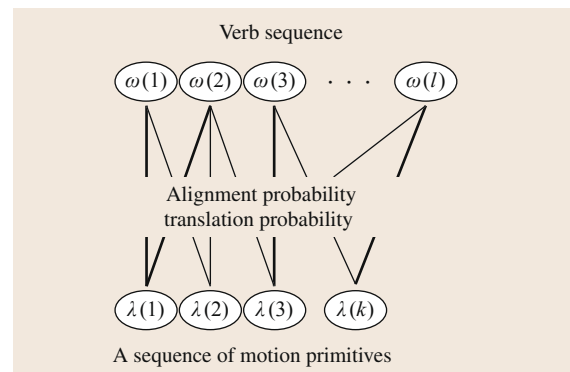 Verb sequence
ω(1) ω(2) ω(3) · · · ω(l)
Alignment probability
translation probability
λ(1) λ(2) λ(3) λ(k)
A sequence of motion primitives